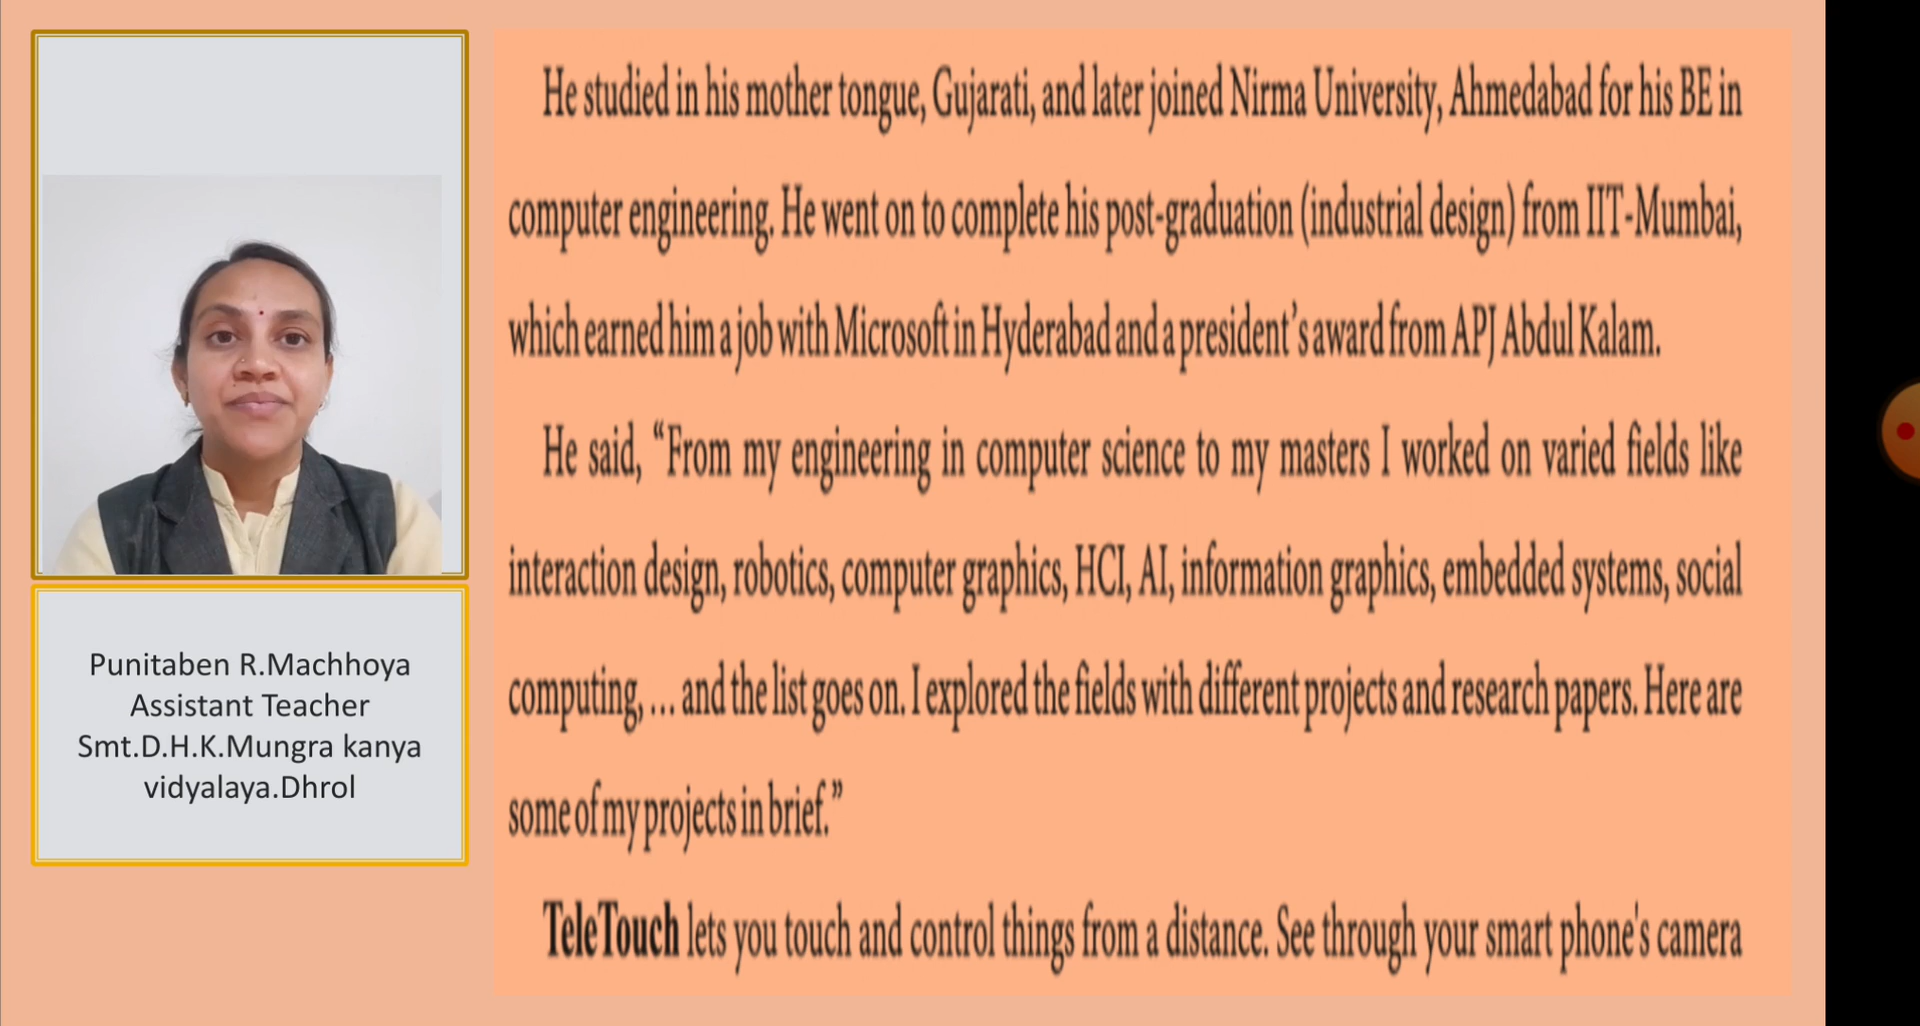 He studied in his mother tongue, Gujarati, and later joined Nirma University, Ahmedabad for his BE in
computer engineering. He went on to complete his post-graduation (industrial design) from IIT-Mumbai,
which earned him a job with Microsoft in Hyderabad and a president's award from APJ Abdul Kalam.
He said, “From my engineering in computer science to my masters I worked on varied fields like
interaction design, robotics, computer graphics, HCI, AI, information graphics, embedded systems, social
computing, … and the list goes on. I explored the fields with different projects and research papers. Here are
some of my projects in brief.”
TeleTouch lets you touch and control things from a distance. See through your smart phone's camera
Punitaben R.Machhoya
Assistant Teacher
Smt.D.H.K.Mungra kanya
vidyalaya.Dhrol